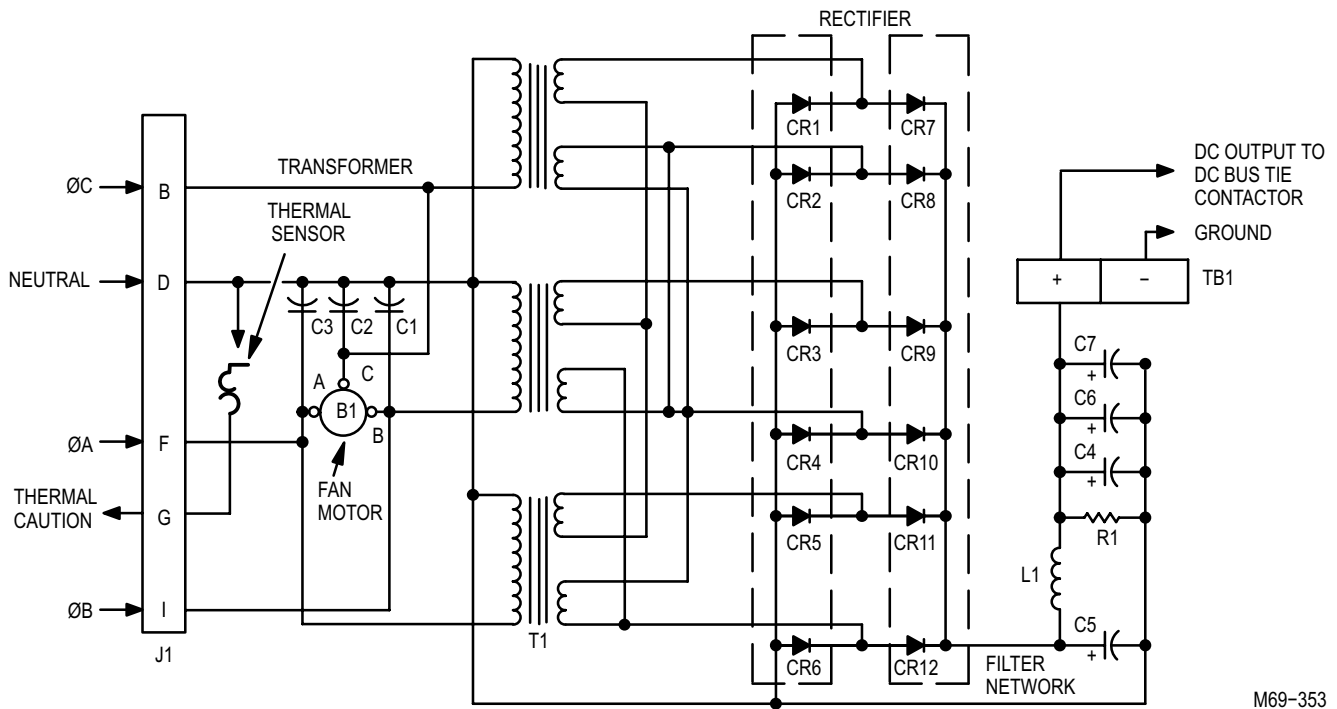 RECTIFIER
CR1
CR7
CR2
CR8
TRANSFORMER
ØC
B
THERMAL
SENSOR
DC OUTPUT TO
DC BUS TIE
CONTACTOR
GROUND
NEUTRAL
D
+
−
TB1
C3
C2
C1
CR3
CR9
C7
+
A
C
B1
B
C6
+
ØA
F
CR4
CR10
C4
+
FAN
MOTOR
THERMAL
CAUTION
G
CR5
CR11
R1
L1
ØB
I
T1
C5
+
J1
CR6
CR12
FILTER
NETWORK
M69−353